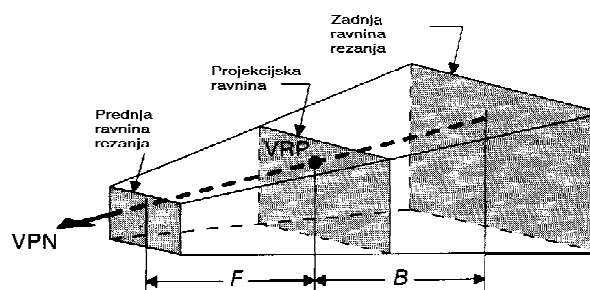 Zadnja
ravnina
rezanja
Projekcijska
ravnina
Prednja
ravnina
rezanja
VRP
VPN
F
B